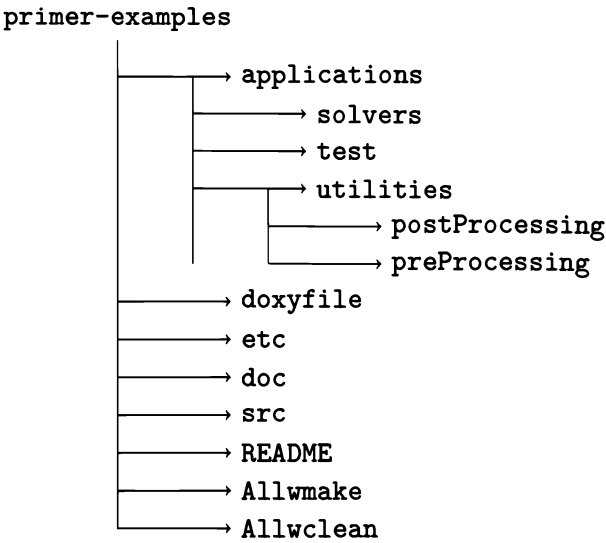 primer-examples
applications
solvers
test
utilities
postProcessing
preProcessing
doxyfile
etc
doc
src
README
Allwmake
Allwclean